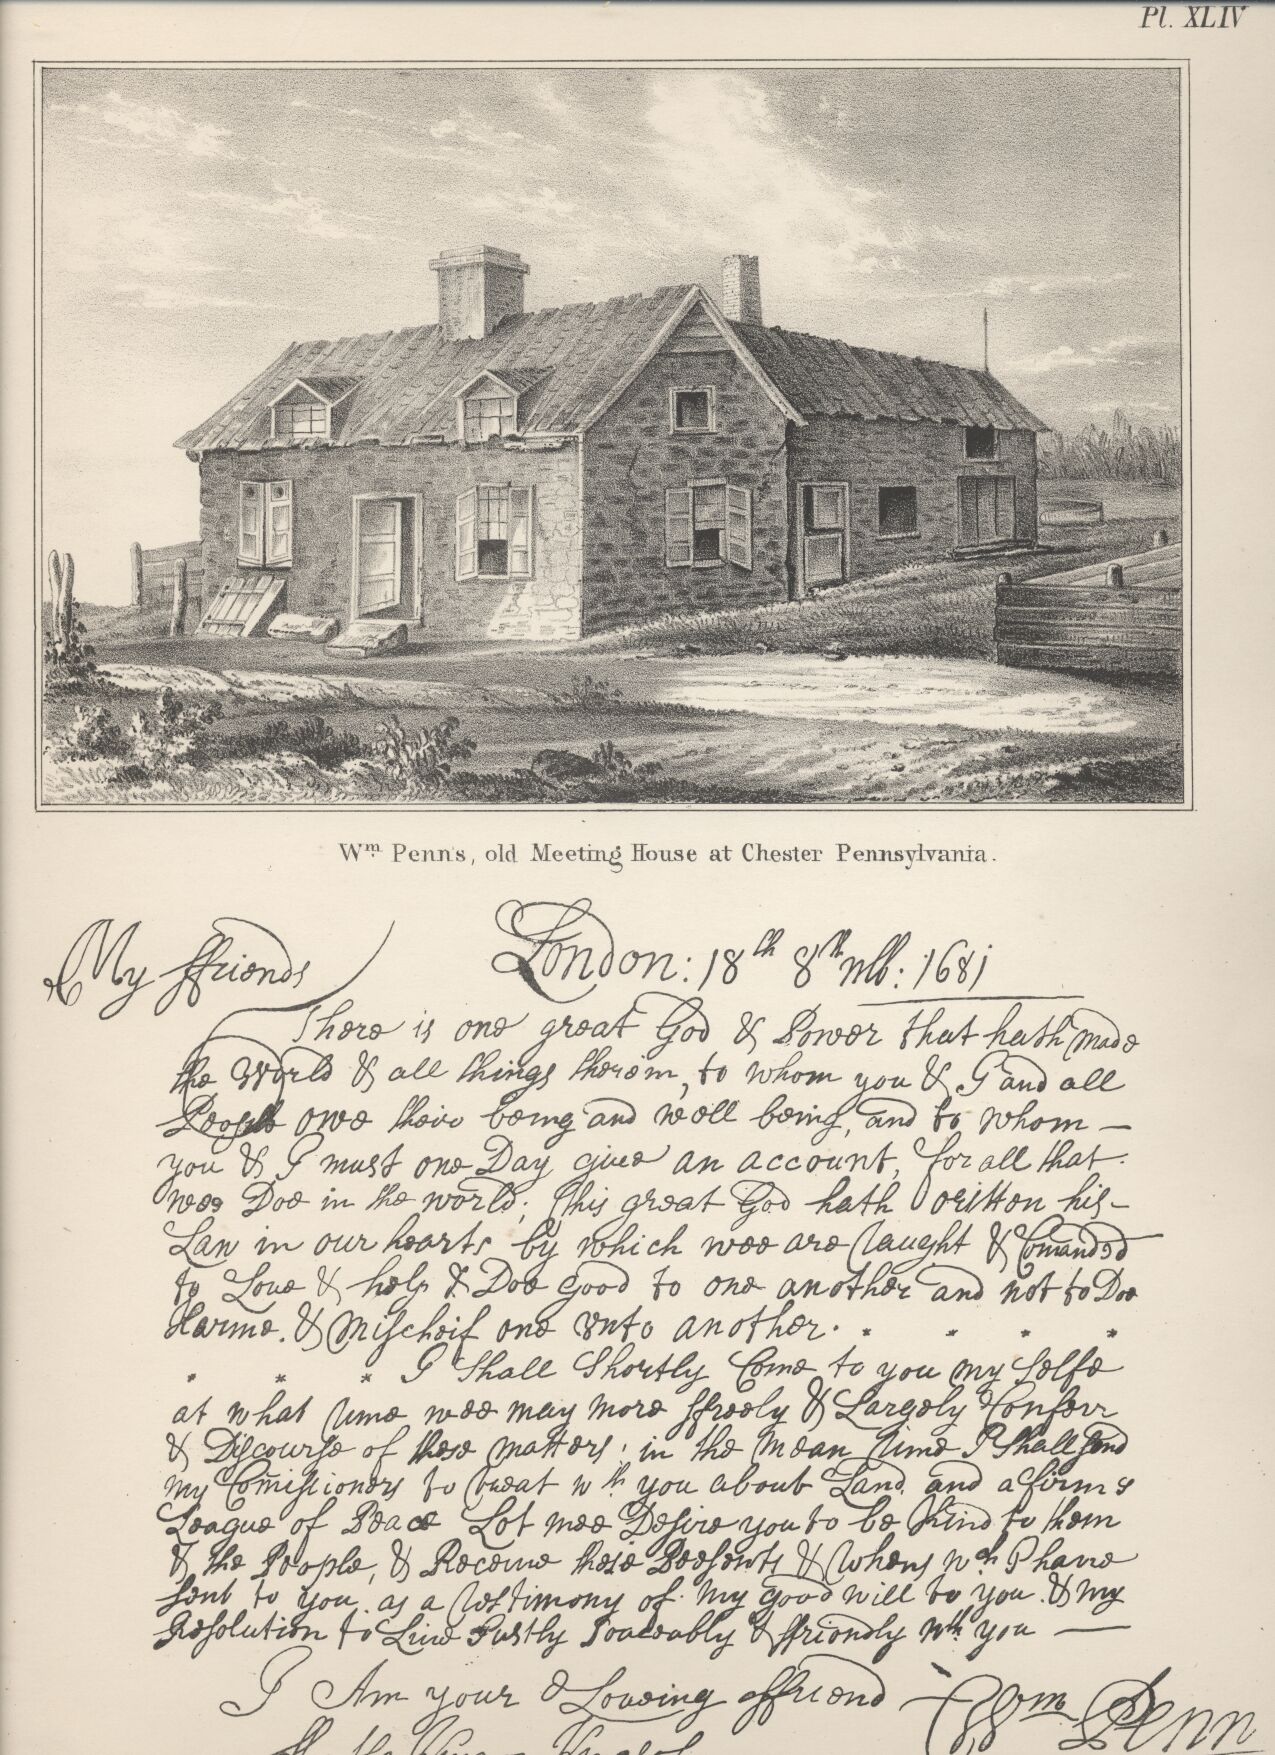 Pl. XLIV
Wm. Penn's, old Meeting House at Chester Pennsylvania.
My ffriends
London: 18th 8th mb: 1681
There is one great God & Power that hath made
the World & all things therein, to whom you & I and all
People owe their being and well being, and to whom —
you & I must one Day give an account, for all that
wee Doe in the world; this great God hath written his -
Law in our hearts by which wee are taught & Comanded
to Love & help & Doe good to one another and not to Doe
Harme. & Mischeif one unto another. * * * *
* * * I Shall Shortly Come to you my Selfe
at what time wee may more ffreely & Largely Conferr
& Discourse of these matters; in the mean time I Shall send
my Comissioners to treat wth you about Land and a firme
League of Peace Let mee Desire you to be Kind to them
& the People, & Receive these Presents & wch I have
sent to you as a testimony of my good will to you & my
Resolution to Live Justly Peaceably & ffriendly wth you —
I Am your Loveing ffriend
Wm Penn